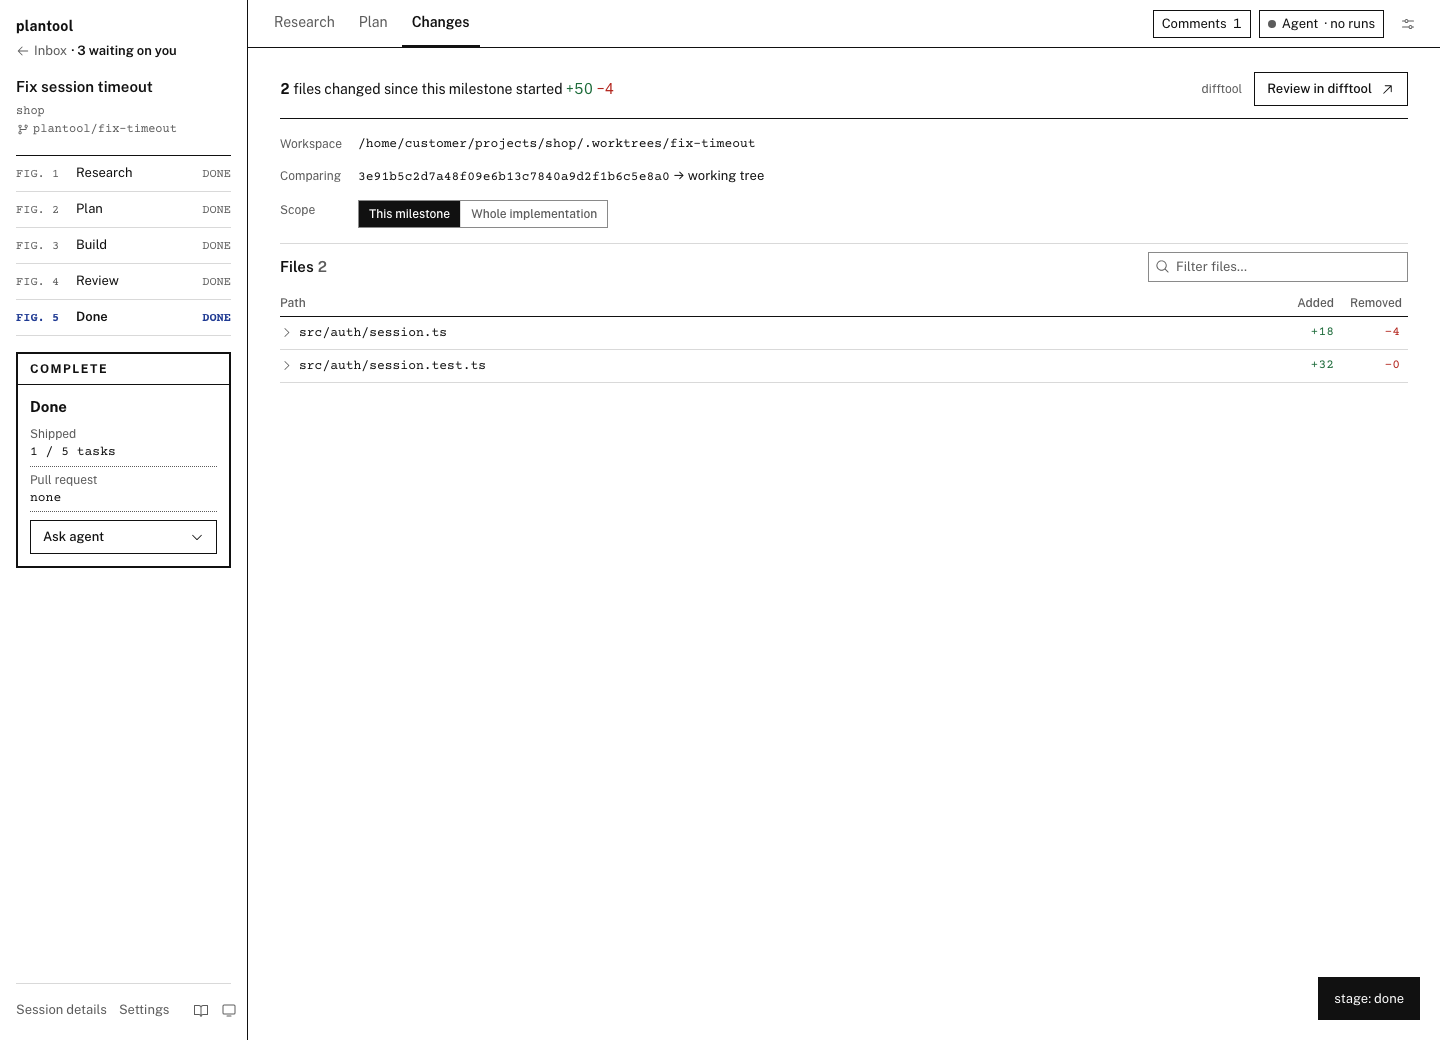 plantool
Inbox · 3 waiting on you
Fix session timeout
shop
plantool/fix-timeout
FIG. 1 Research DONE
FIG. 2 Plan DONE
FIG. 3 Build DONE
FIG. 4 Review DONE
FIG. 5 Done DONE
COMPLETE
Done
Shipped
1 / 5 tasks
Pull request
none
Ask agent
Session details Settings
Research Plan Changes
Comments 1 Agent · no runs
2 files changed since this milestone started +50 −4
difftool Review in difftool
Workspace /home/customer/projects/shop/.worktrees/fix-timeout
Comparing 3e91b5c2d7a48f09e6b13c7840a9d2f1b6c5e8a0 → working tree
Scope This milestone Whole implementation
Files 2 Filter files...
Path Added Removed
src/auth/session.ts +18 −4
src/auth/session.test.ts +32 −0
stage: done